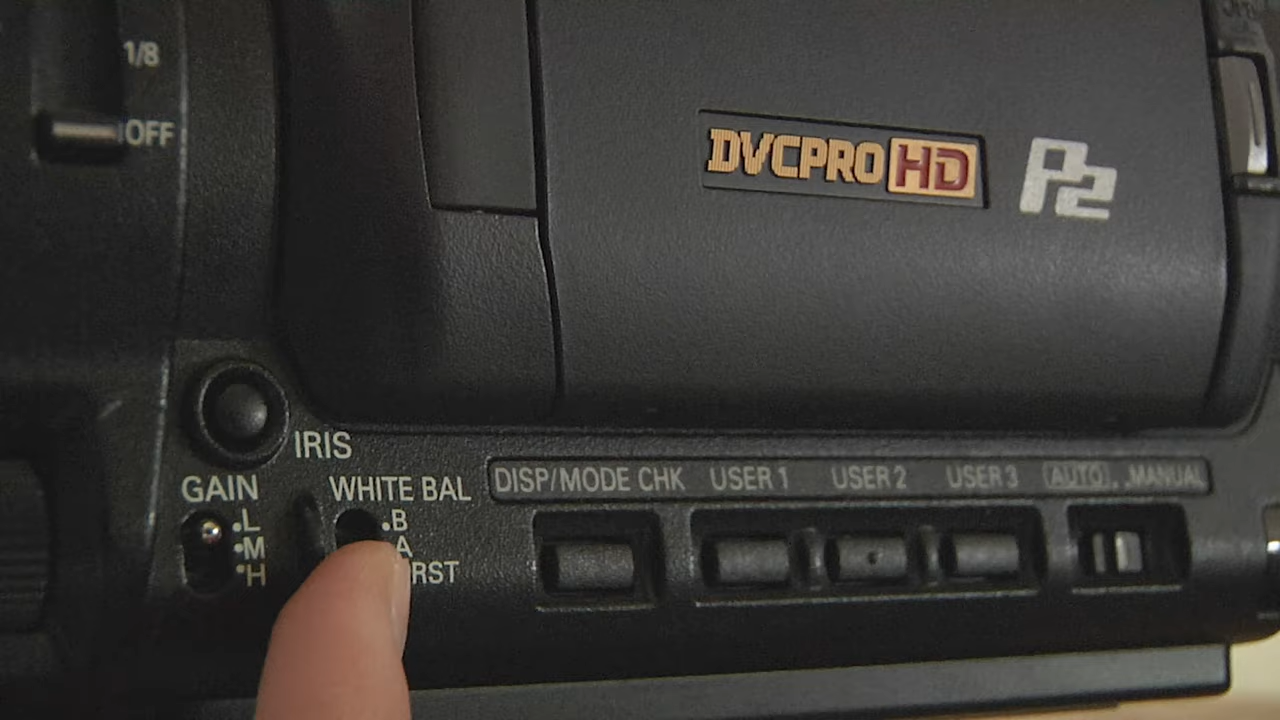 1/8
OFF
DVCPRO HD
P2
IRIS
GAIN
L
M
H
WHITE BAL
B
A
RST
DISP/MODE CHK
USER 1
USER 2
USER 3
AUTO
MANUAL